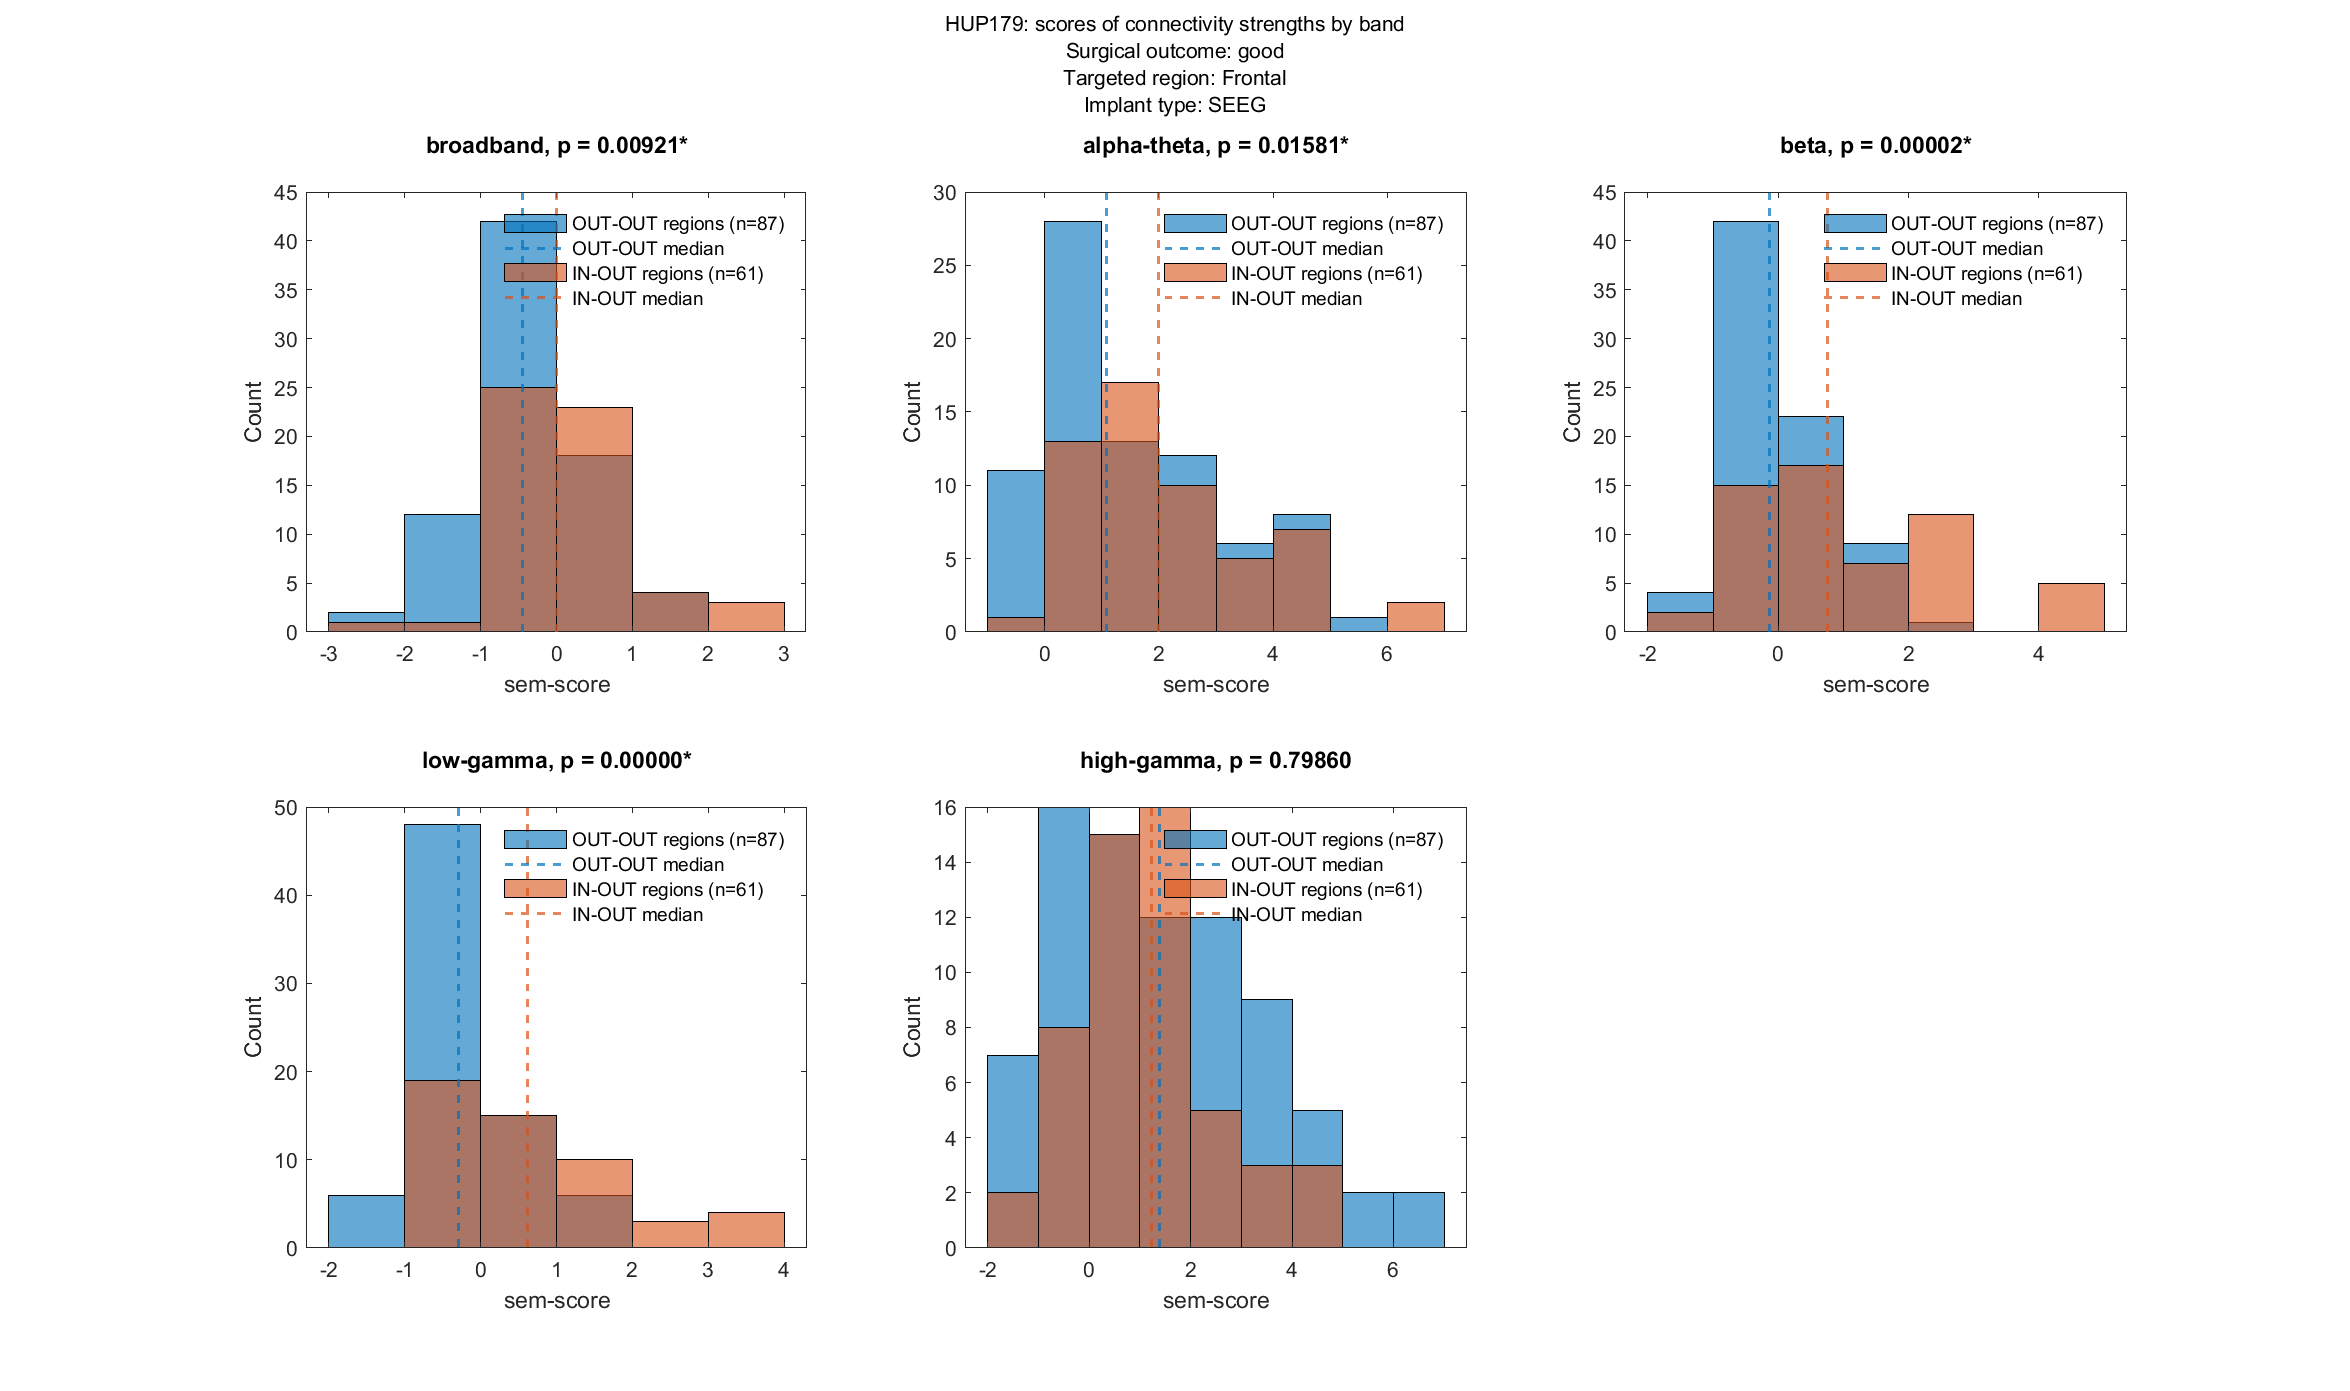 HUP179: scores of connectivity strengths by band
Surgical outcome: good
Targeted region: Frontal
Implant type: SEEG
broadband, p = 0.00921*
45
40
35
30
25
20
15
10
5
0
Count
-3 -2 -1 0 1 2 3
sem-score
OUT-OUT regions (n=87)
OUT-OUT median
IN-OUT regions (n=61)
IN-OUT median
alpha-theta, p = 0.01581*
30
25
20
15
10
5
0
Count
0 2 4 6
sem-score
OUT-OUT regions (n=87)
OUT-OUT median
IN-OUT regions (n=61)
IN-OUT median
beta, p = 0.00002*
45
40
35
30
25
20
15
10
5
0
Count
-2 0 2 4
sem-score
OUT-OUT regions (n=87)
OUT-OUT median
IN-OUT regions (n=61)
IN-OUT median
low-gamma, p = 0.00000*
50
40
30
20
10
0
Count
-2 -1 0 1 2 3 4
sem-score
OUT-OUT regions (n=87)
OUT-OUT median
IN-OUT regions (n=61)
IN-OUT median
high-gamma, p = 0.79860
16
14
12
10
8
6
4
2
0
Count
-2 0 2 4 6
sem-score
OUT-OUT regions (n=87)
OUT-OUT median
IN-OUT regions (n=61)
IN-OUT median